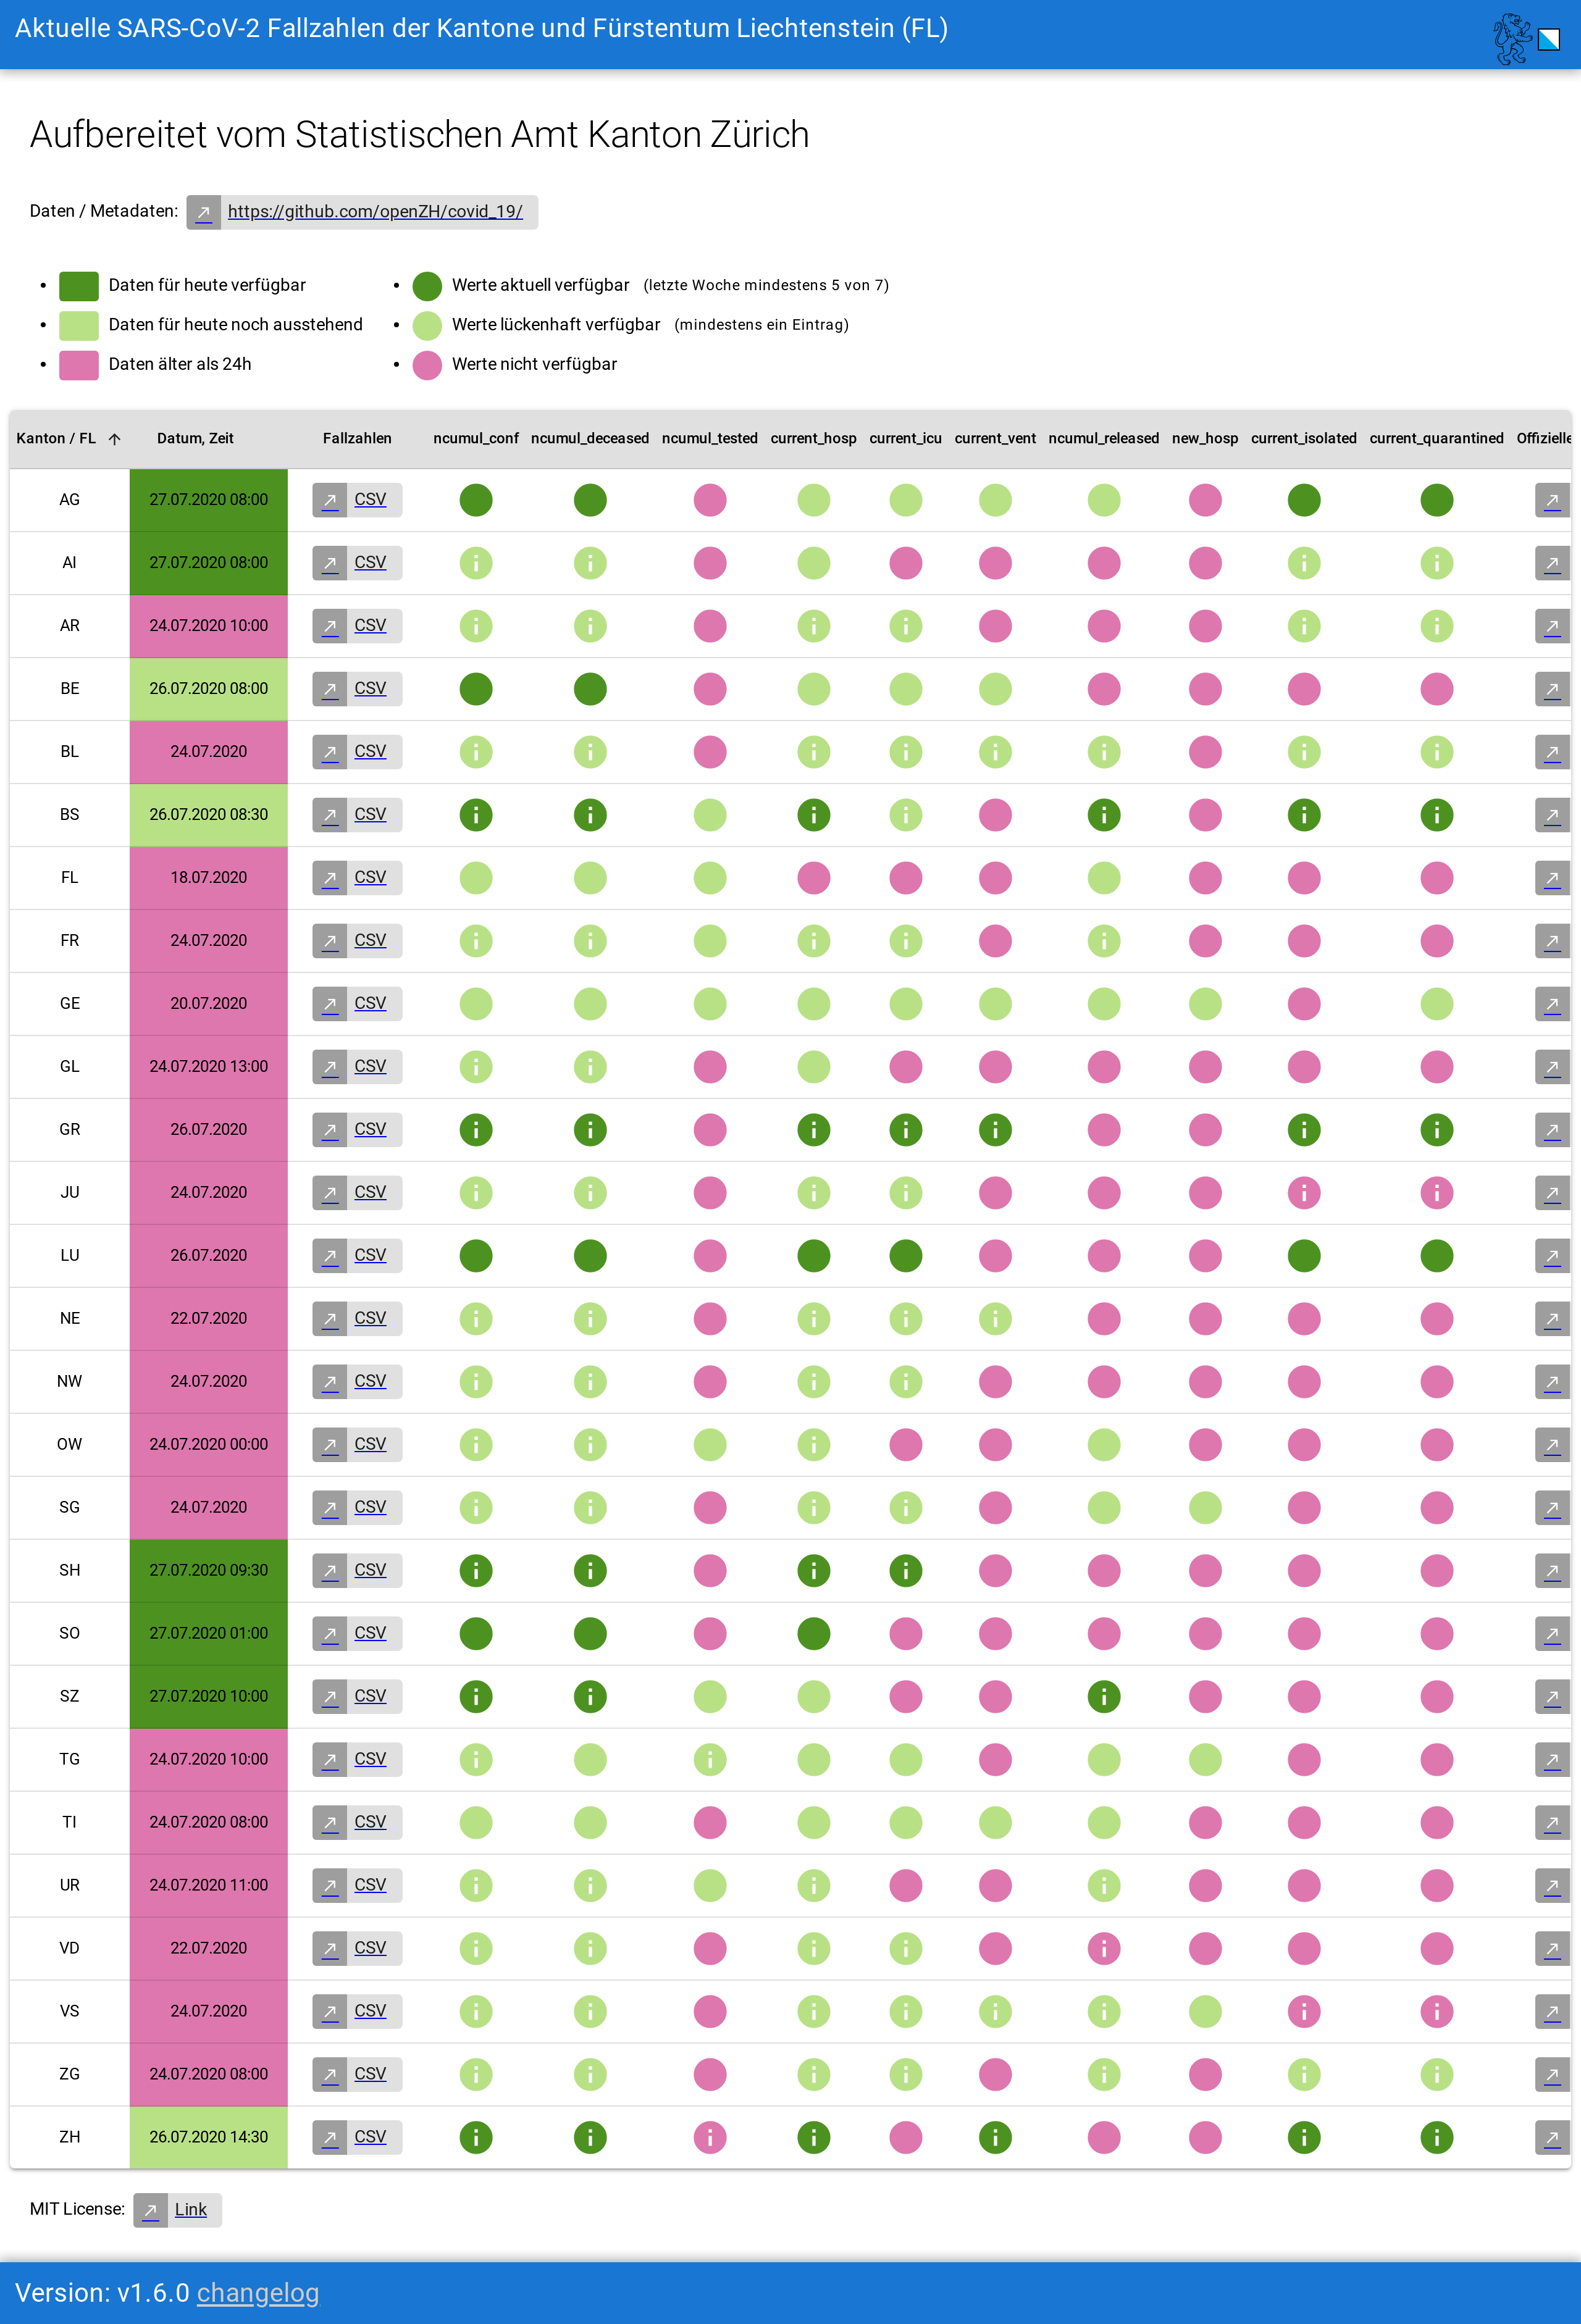 Aktuelle SARS-CoV-2 Fallzahlen der Kantone und Fürstentum Liechtenstein (FL)
Aufbereitet vom Statistischen Amt Kanton Zürich
Daten / Metadaten: https://github.com/openZH/covid_19/
Daten für heute verfügbar
Daten für heute noch ausstehend
Daten älter als 24h
Werte aktuell verfügbar (letzte Woche mindestens 5 von 7)
Werte lückenhaft verfügbar (mindestens ein Eintrag)
Werte nicht verfügbar
Kanton / FL Datum, Zeit Fallzahlen ncumul_conf ncumul_deceased ncumul_tested current_hosp current_icu current_vent ncumul_released new_hosp current_isolated current_quarantined Offizielle
AG 27.07.2020 08:00 CSV
AI 27.07.2020 08:00 CSV
AR 24.07.2020 10:00 CSV
BE 26.07.2020 08:00 CSV
BL 24.07.2020 CSV
BS 26.07.2020 08:30 CSV
FL 18.07.2020 CSV
FR 24.07.2020 CSV
GE 20.07.2020 CSV
GL 24.07.2020 13:00 CSV
GR 26.07.2020 CSV
JU 24.07.2020 CSV
LU 26.07.2020 CSV
NE 22.07.2020 CSV
NW 24.07.2020 CSV
OW 24.07.2020 00:00 CSV
SG 24.07.2020 CSV
SH 27.07.2020 09:30 CSV
SO 27.07.2020 01:00 CSV
SZ 27.07.2020 10:00 CSV
TG 24.07.2020 10:00 CSV
TI 24.07.2020 08:00 CSV
UR 24.07.2020 11:00 CSV
VD 22.07.2020 CSV
VS 24.07.2020 CSV
ZG 24.07.2020 08:00 CSV
ZH 26.07.2020 14:30 CSV
MIT License: Link
Version: v1.6.0 changelog